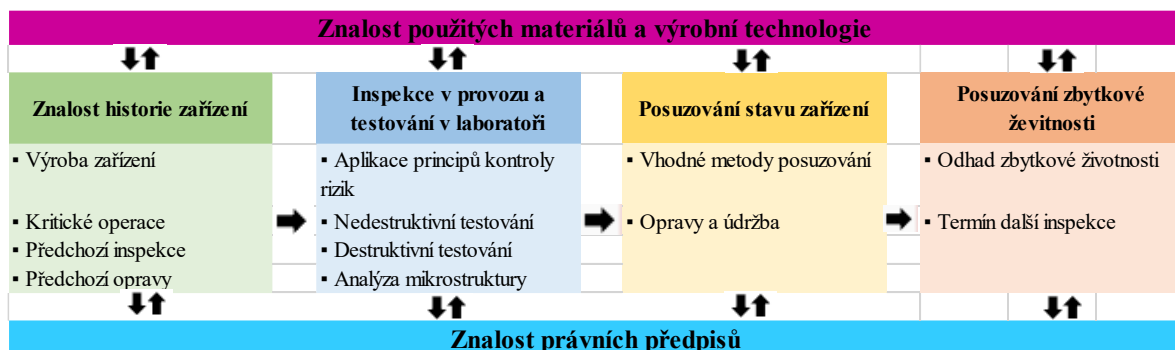 Znalost použitých materiálů a výrobní technologie
Znalost historie zařízení
▪ Výroba zařízení
▪ Kritické operace
▪ Předchozí inspekce
▪ Předchozí opravy
Inspekce v provozu a
testování v laboratoři
▪ Aplikace principů kontroly
rizik
▪ Nedestruktivní testování
▪ Destruktivní testování
▪ Analýza mikrostruktury
Posuzování stavu zařízení
▪ Vhodné metody posuzování
▪ Opravy a údržba
Posuzování zbytkové
ževitnosti
▪ Odhad zbytkové životnosti
▪ Termín další inspekce
Znalost právních předpisů